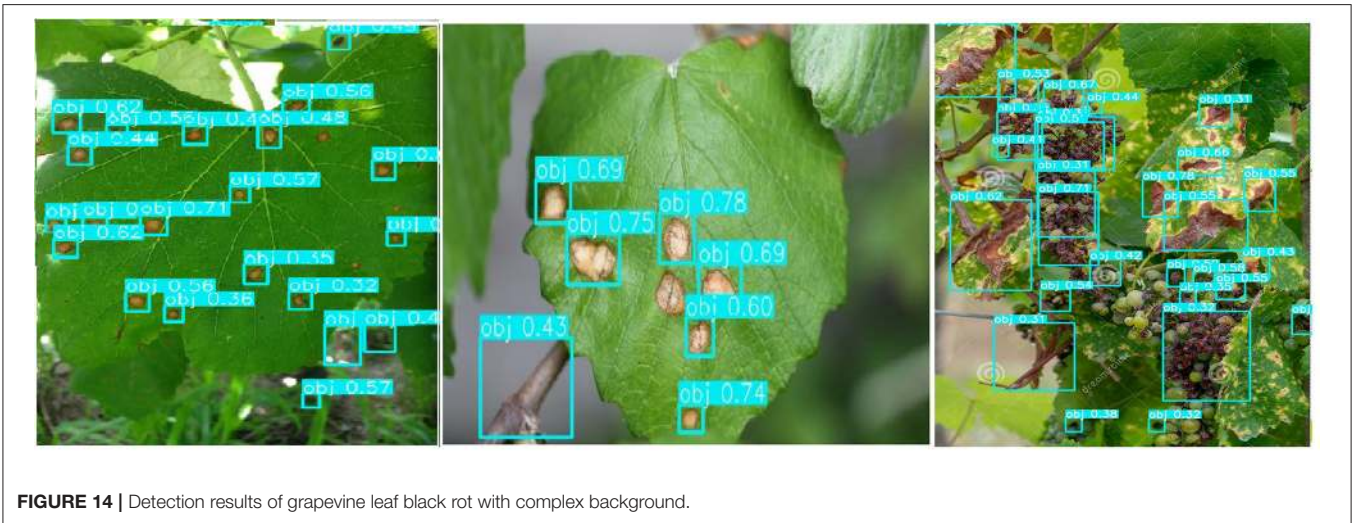 obj 0.56
obj 0.62
obj 0.48
obj 0.44
obj 0.57
obj 0.71
obj 0.62
obj 0.56
obj 0.36
obj 0.32
obj 0.57
obj 0.69
obj 0.78
obj 0.75
obj 0.69
obj 0.60
obj 0.43
obj 0.74
obj 0.53
obj 0.67
obj 0.44
obj 0.31
obj 0.41
obj 0.66
obj 0.31
obj 0.78
obj 0.55
obj 0.71
obj 0.62
obj 0.552
obj 0.43
obj 0.42
obj 0.58
obj 0.55
obj 0.54
obj 0.35
obj 0.32
obj 0.31
obj 0.38
obj 0.32
FIGURE 14 | Detection results of grapevine leaf black rot with complex background.